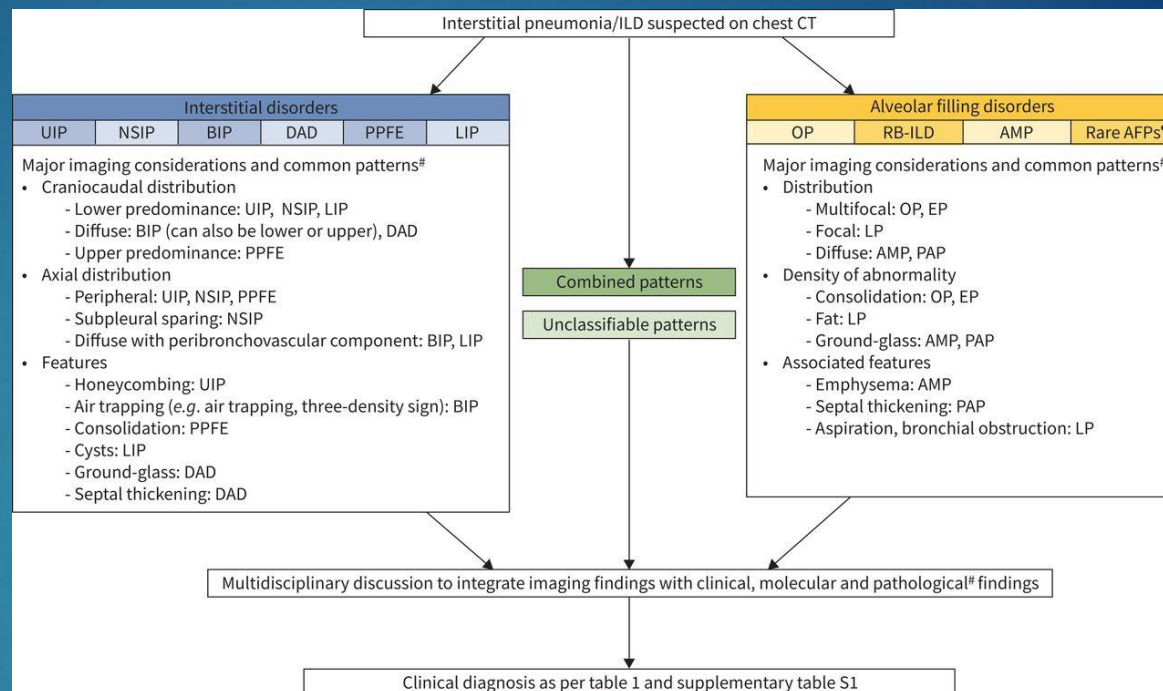 Interstitial pneumonia/ILD suspected on chest CT
Interstitial disorders
UIP NSIP BIP DAD PPFE LIP
Major imaging considerations and common patterns#
• Craniocaudal distribution
- Lower predominance: UIP, NSIP, LIP
- Diffuse: BIP (can also be lower or upper), DAD
- Upper predominance: PPFE
• Axial distribution
- Peripheral: UIP, NSIP, PPFE
- Subpleural sparing: NSIP
- Diffuse with peribronchovascular component: BIP, LIP
• Features
- Honeycombing: UIP
- Air trapping (e.g. air trapping, three-density sign): BIP
- Consolidation: PPFE
- Cysts: LIP
- Ground-glass: DAD
- Septal thickening: DAD
Combined patterns
Unclassifiable patterns
Alveolar filling disorders
OP RB-ILD AMP Rare AFPs
Major imaging considerations and common patterns#
• Distribution
- Multifocal: OP, EP
- Focal: LP
- Diffuse: AMP, PAP
• Density of abnormality
- Consolidation: OP, EP
- Fat: LP
- Ground-glass: AMP, PAP
• Associated features
- Emphysema: AMP
- Septal thickening: PAP
- Aspiration, bronchial obstruction: LP
Multidisciplinary discussion to integrate imaging findings with clinical, molecular and pathological# findings
Clinical diagnosis as per table 1 and supplementary table S1